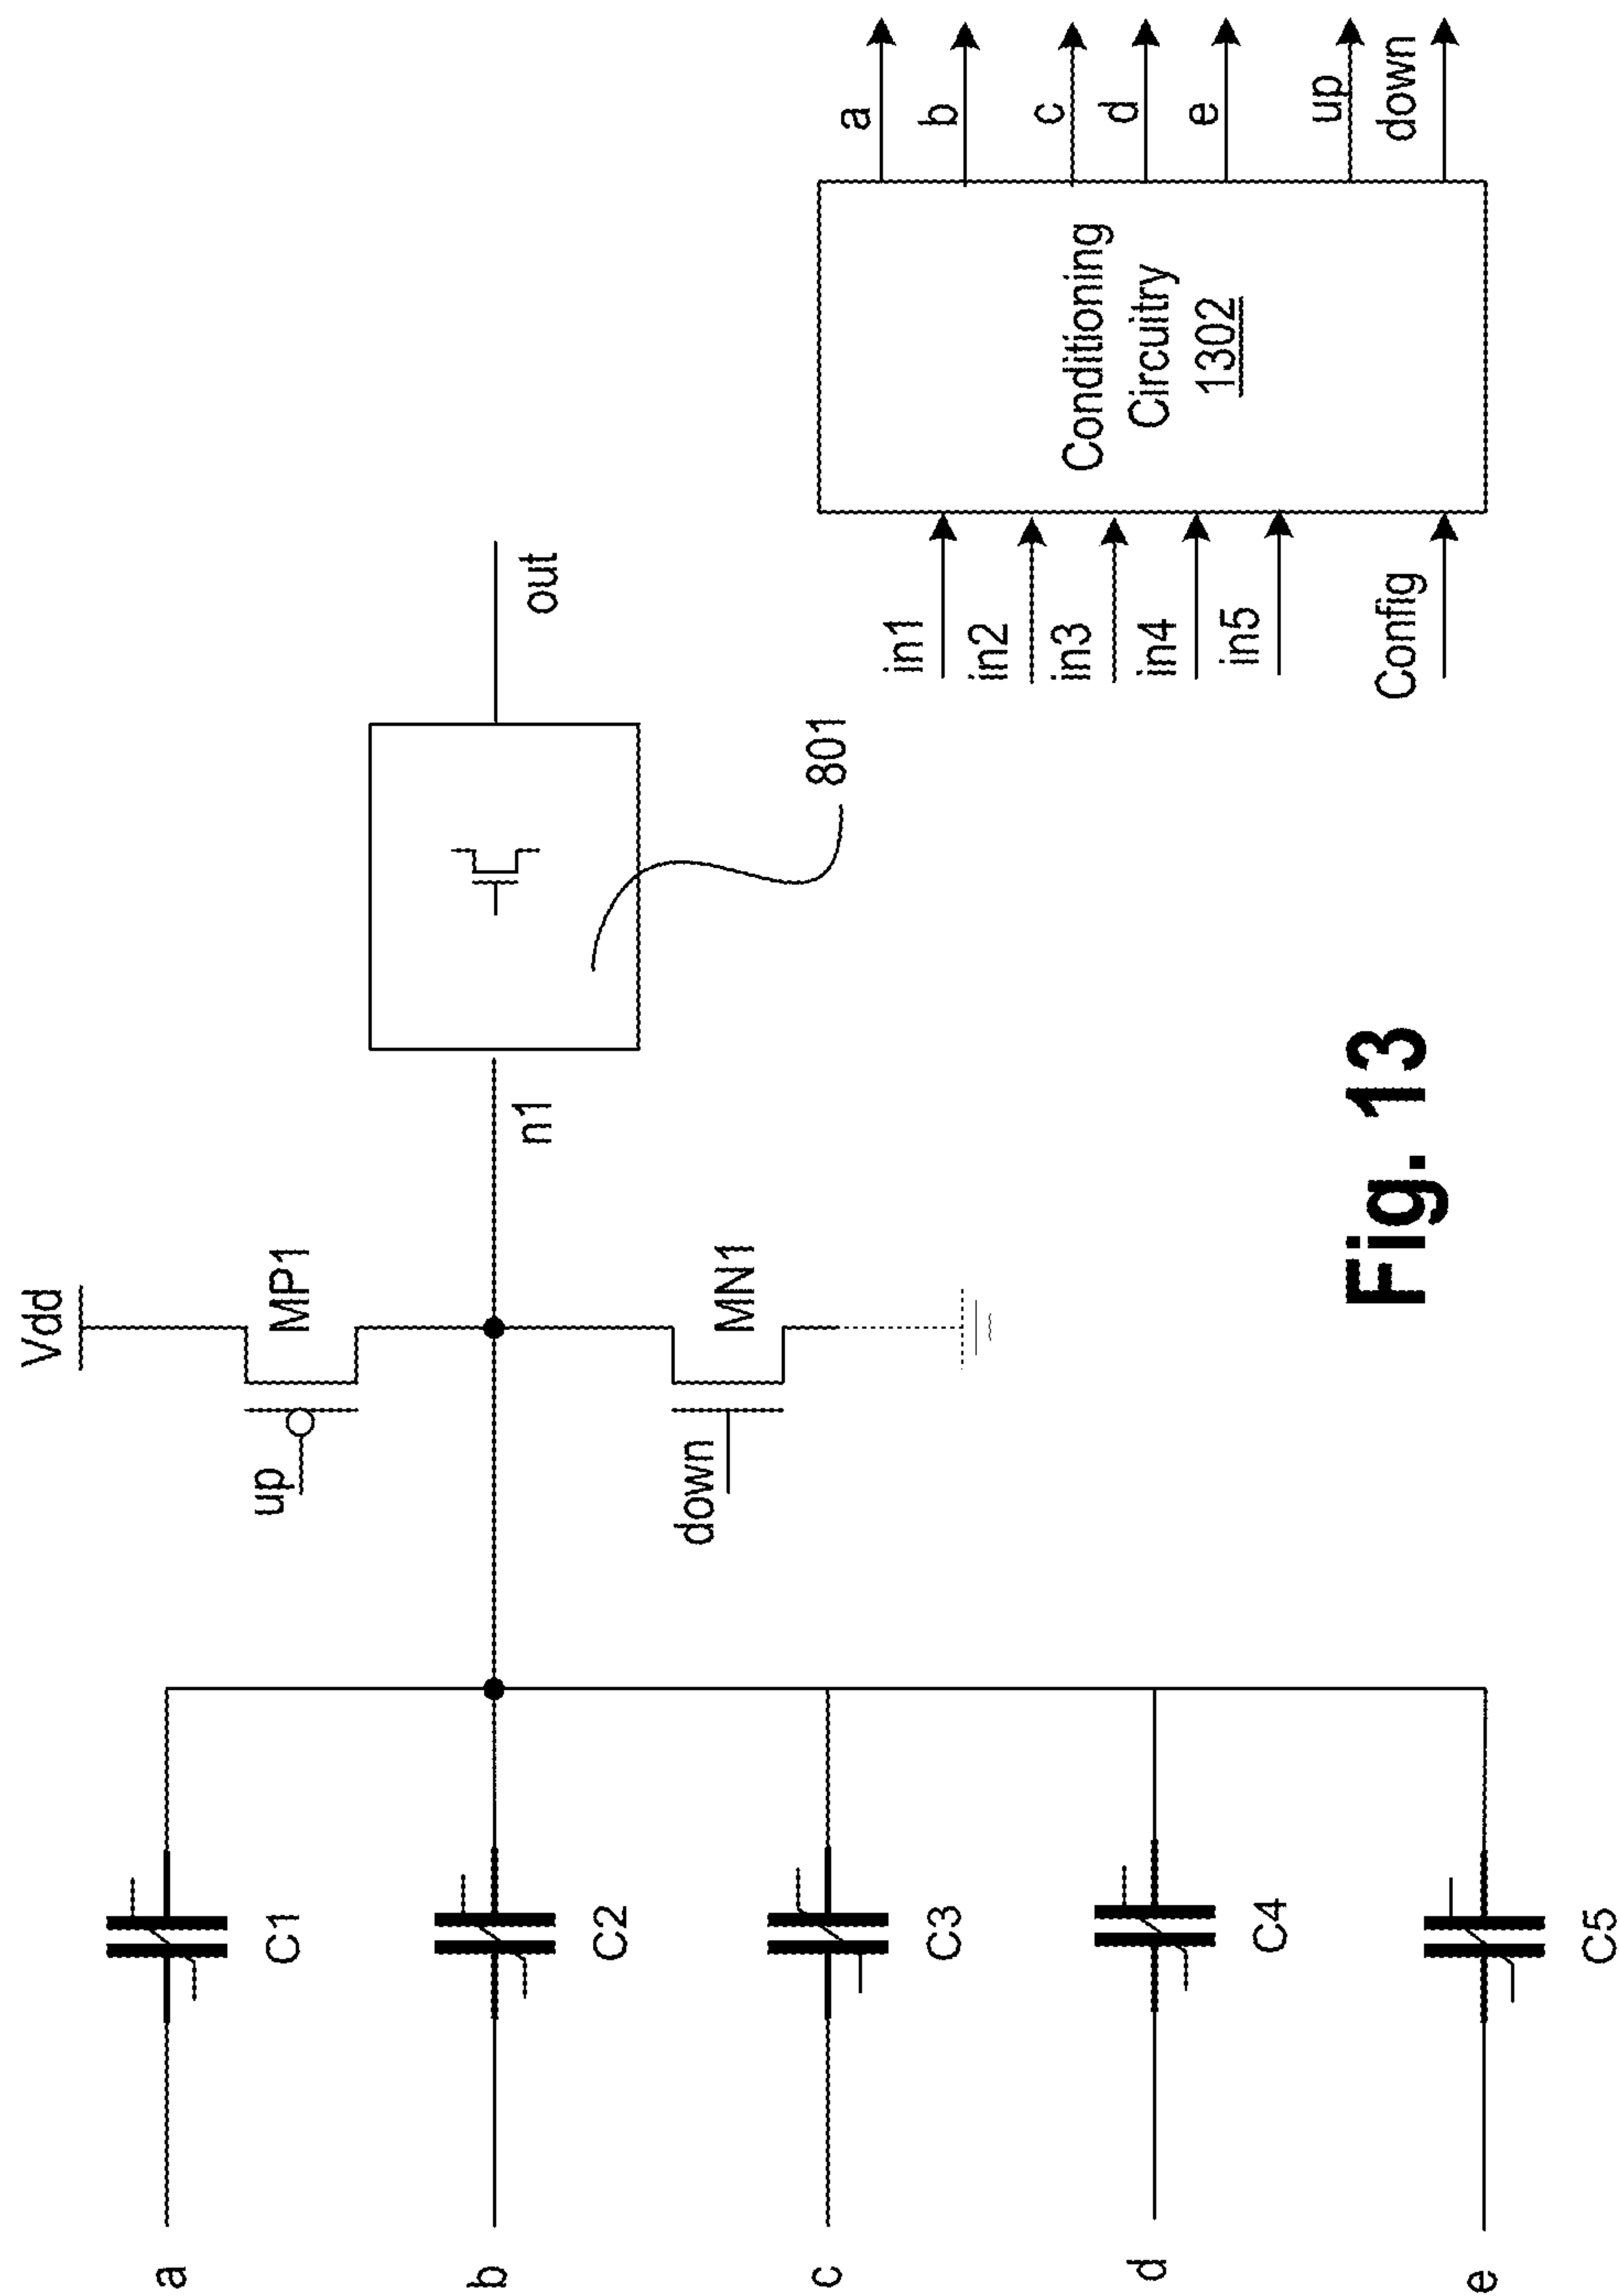 Vdd
up
MP1
down
MN1
n1
out
801
a
C1
b
C2
c
C3
d
C4
e
C5
in1
in2
in3
in4
in5
Config
Conditioning
Circuitry
1302
a
b
c
d
e
up
down
Fig. 13